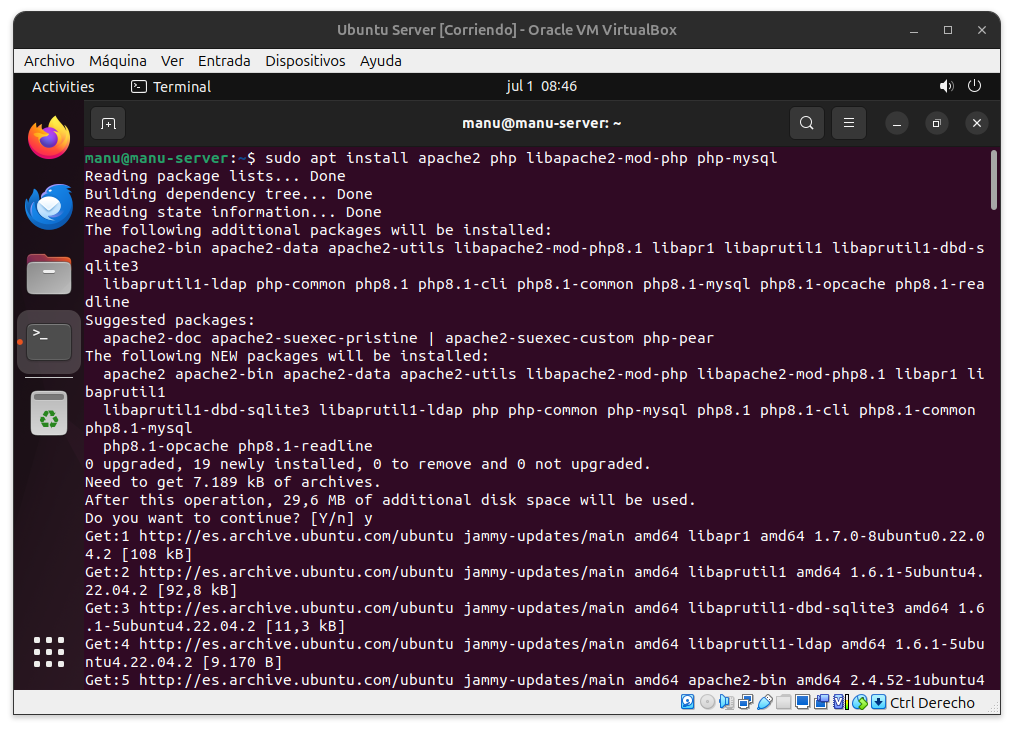 Ubuntu Server [Corriendo] - Oracle VM VirtualBox
Archivo Máquina Ver Entrada Dispositivos Ayuda
Activities Terminal jul 1 08:46
manu@manu-server: ~
manu@manu-server:~$ sudo apt install apache2 php libapache2-mod-php php-mysql
Reading package lists... Done
Building dependency tree... Done
Reading state information... Done
The following additional packages will be installed:
  apache2-bin apache2-data apache2-utils libapache2-mod-php8.1 libapr1 libaprutil1 libaprutil1-dbd-s
qlite3
  libaprutil1-ldap php-common php8.1 php8.1-cli php8.1-common php8.1-mysql php8.1-opcache php8.1-rea
dline
Suggested packages:
  apache2-doc apache2-suexec-pristine | apache2-suexec-custom php-pear
The following NEW packages will be installed:
  apache2 apache2-bin apache2-data apache2-utils libapache2-mod-php libapache2-mod-php8.1 libapr1 li
baprutil1
  libaprutil1-dbd-sqlite3 libaprutil1-ldap php php-common php-mysql php8.1 php8.1-cli php8.1-common
php8.1-mysql
  php8.1-opcache php8.1-readline
0 upgraded, 19 newly installed, 0 to remove and 0 not upgraded.
Need to get 7.189 kB of archives.
After this operation, 29,6 MB of additional disk space will be used.
Do you want to continue? [Y/n] y
Get:1 http://es.archive.ubuntu.com/ubuntu jammy-updates/main amd64 libapr1 amd64 1.7.0-8ubuntu0.22.0
4.2 [108 kB]
Get:2 http://es.archive.ubuntu.com/ubuntu jammy-updates/main amd64 libaprutil1 amd64 1.6.1-5ubuntu4.
22.04.2 [92,8 kB]
Get:3 http://es.archive.ubuntu.com/ubuntu jammy-updates/main amd64 libaprutil1-dbd-sqlite3 amd64 1.6
.1-5ubuntu4.22.04.2 [11,3 kB]
Get:4 http://es.archive.ubuntu.com/ubuntu jammy-updates/main amd64 libaprutil1-ldap amd64 1.6.1-5ubu
ntu4.22.04.2 [9.170 B]
Get:5 http://es.archive.ubuntu.com/ubuntu jammy-updates/main amd64 apache2-bin amd64 2.4.52-1ubuntu4
Ctrl Derecho